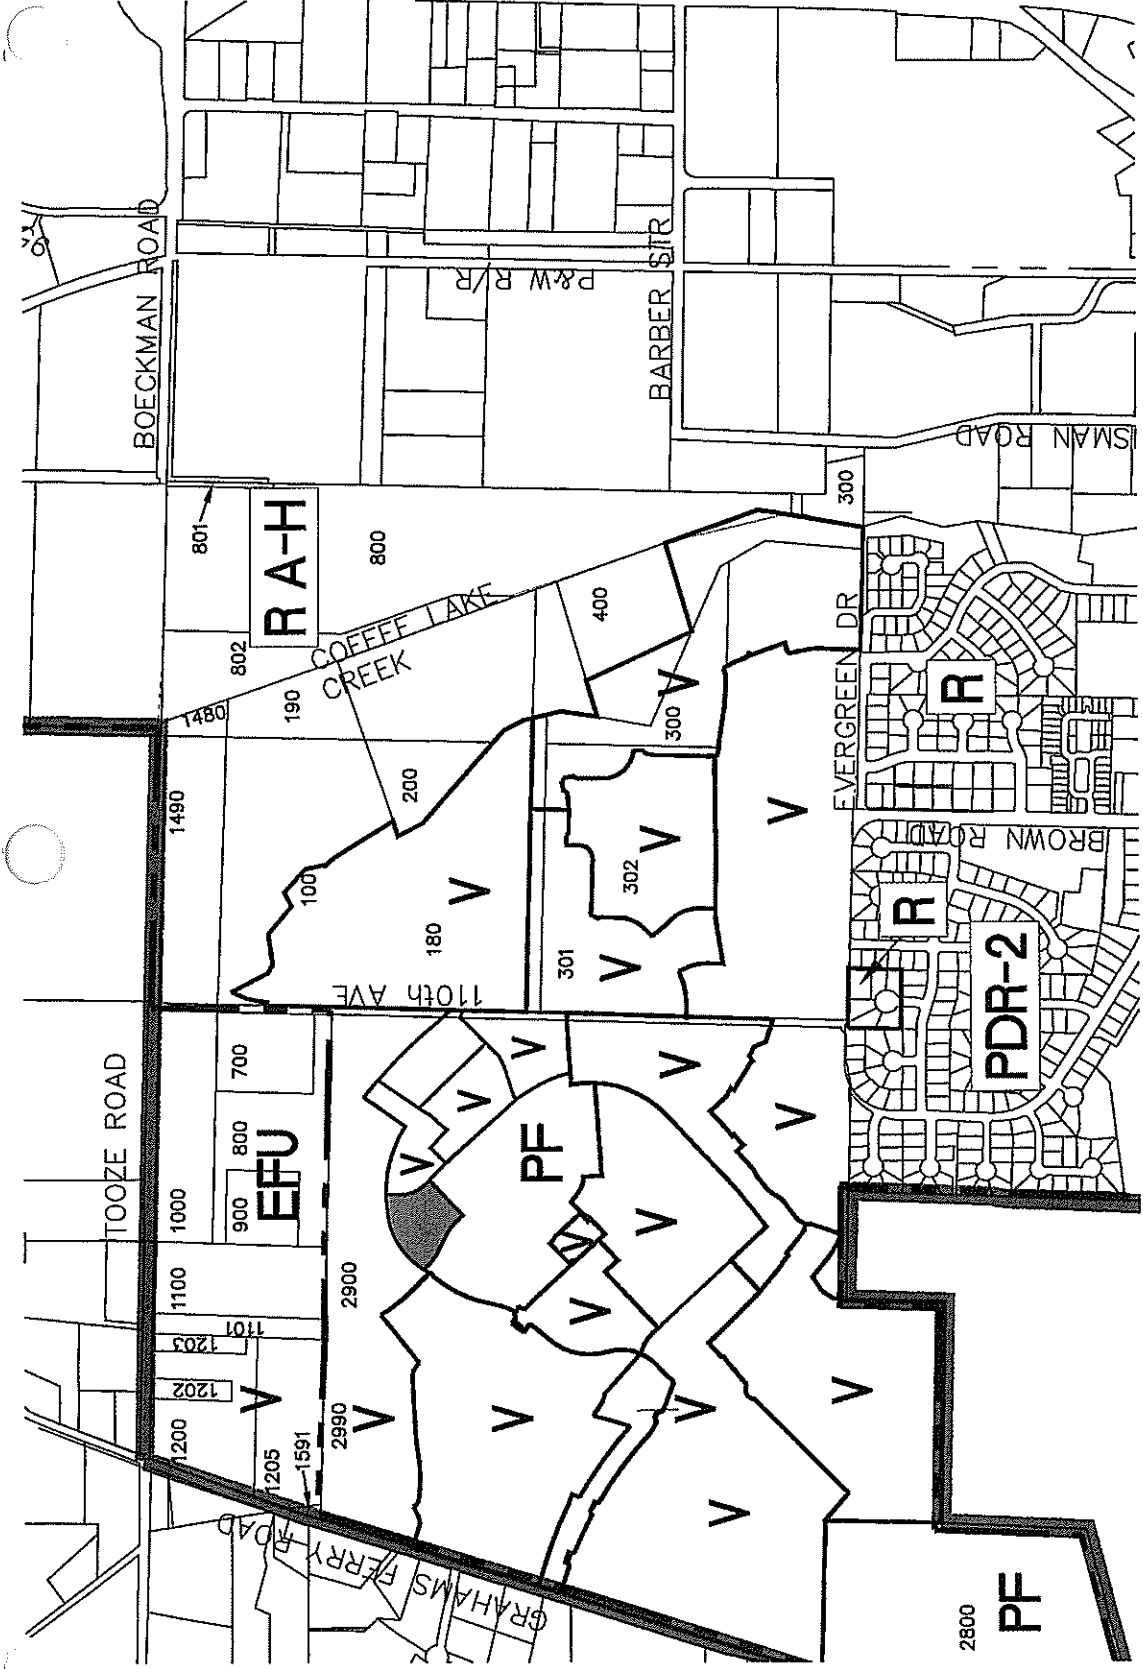 TOOZE ROAD
BOECKMAN ROAD
1200
1202
1203
1101
1100
1000
1490
1480
802
801
R A-H
800
1205
1591
V
900
800
700
EFU
190
COFFEE LAKE
CREEK
GRAHAMS FERRY ROAD
2990
2900
V
110th AVE
100
200
180
V
P&W R/R
V
V
V
V
PF
V
V
V
V
301
V
302
V
300
V
400
BARBER STR
V
V
V
V
V
V
V
EVERGREEN DR
300
ISMAN ROAD
R
R
BROWN ROAD
PDR-2
2800
PF